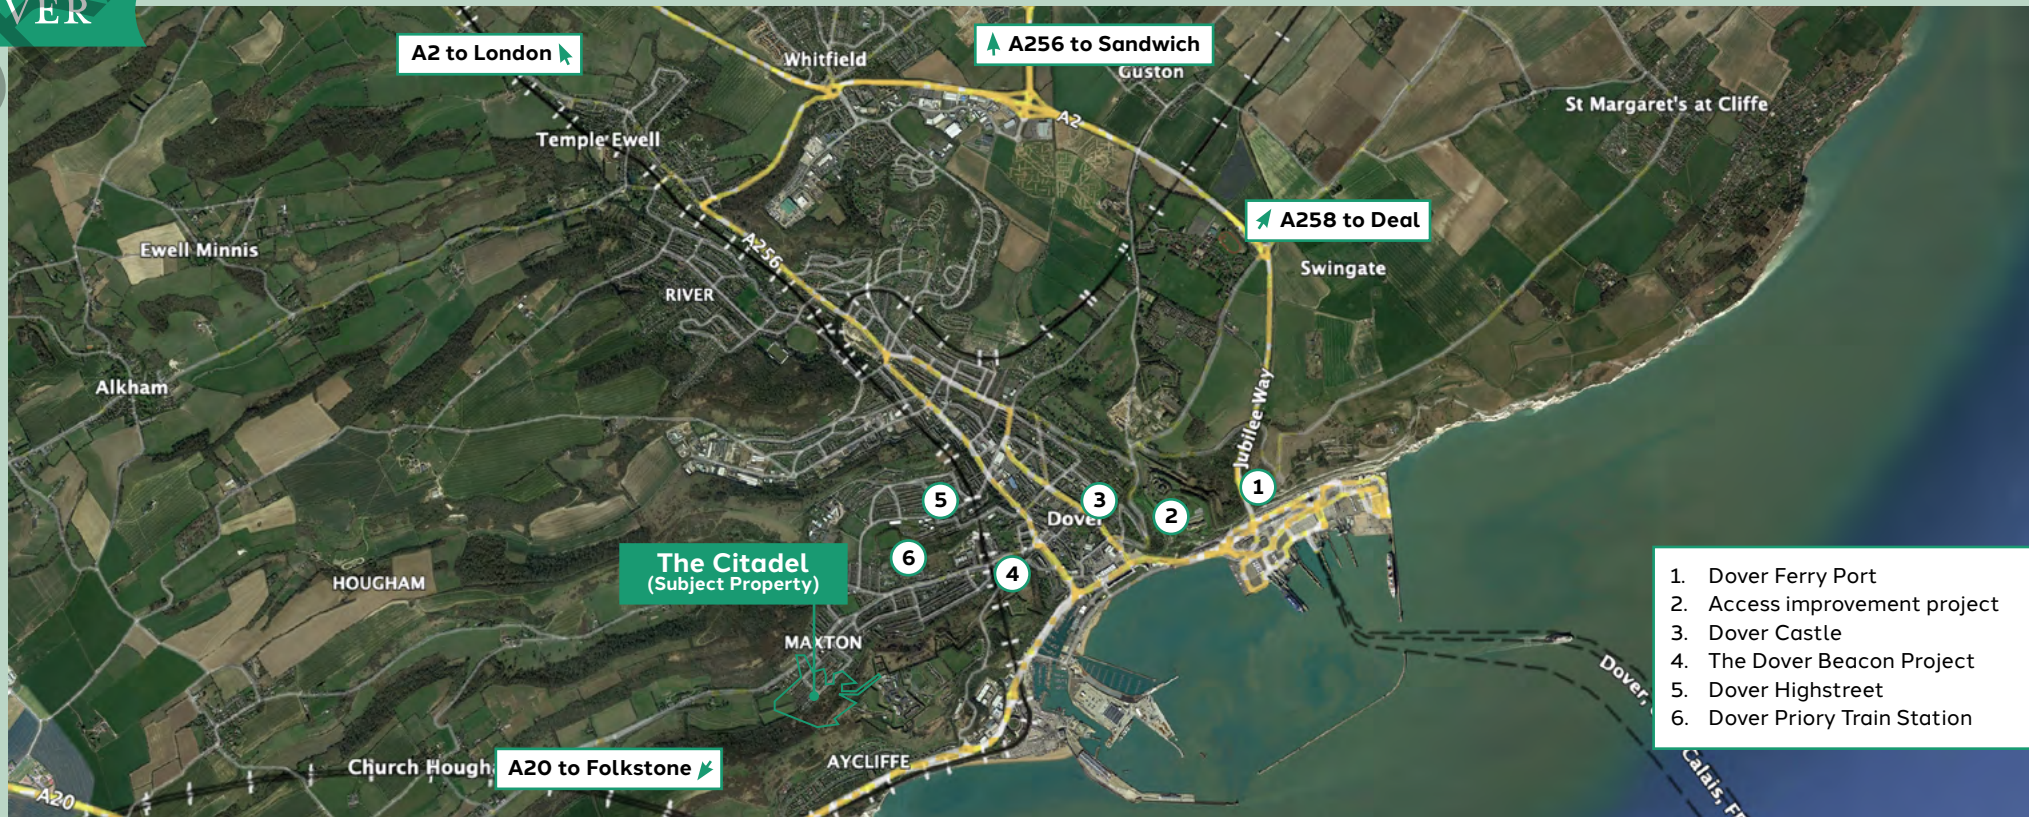 VER
A2 to London
A256 to Sandwich
Whitfield
Guston
St Margaret's at Cliffe
A2
Temple Ewell
A258 to Deal
Ewell Minnis
A256
Swingate
RIVER
Alkham
Jubilee Way
1
5
3
2
Dover
6
4
The Citadel
(Subject Property)
HOUGHAM
MAXTON
1. Dover Ferry Port
2. Access improvement project
3. Dover Castle
4. The Dover Beacon Project
5. Dover Highstreet
6. Dover Priory Train Station
Dover,
Calais,
Church
A20 to Folkstone
AYCLIFFE
A20